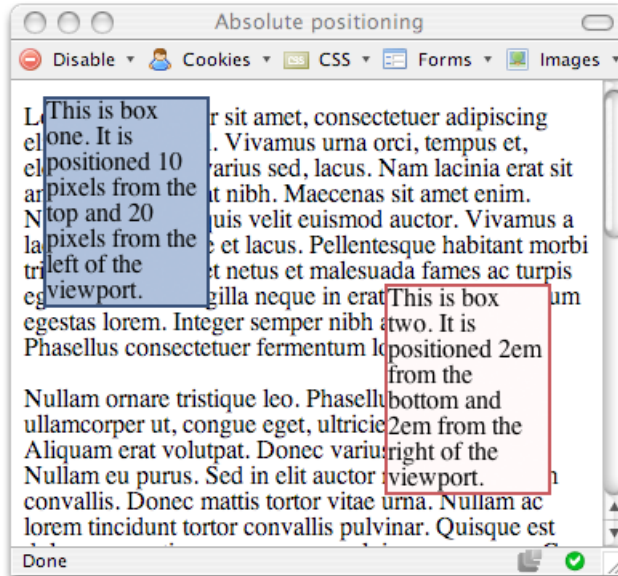 Absolute positioning
Disable Cookies CSS Forms Images
This is box
one. It is
positioned 10
pixels from the
top and 20
pixels from the
left of the
viewport.
sit amet, consectetuer adipiscing
Vivamus urna orci, tempus et,
varius sed, lacus. Nam lacinia erat sit
at nibh. Maecenas sit amet enim.
quis velit euismod auctor. Vivamus a
et lacus. Pellentesque habitant morbi
et netus et malesuada fames ac turpis
neque in erat
egestas lorem. Integer semper nibh
Phasellus consectetuer fermentum
This is box
two. It is
positioned 2em
from the
bottom and
2em from the
right of the
viewport.
Nullam ornare tristique leo.
ullamcorper ut, congue eget,
Aliquam erat volutpat. Donec
Nullam eu purus. Sed in elit auctor
convallis. Donec mattis tortor vitae urna. Nullam ac
lorem tincidunt tortor convallis pulvinar. Quisque est
Done